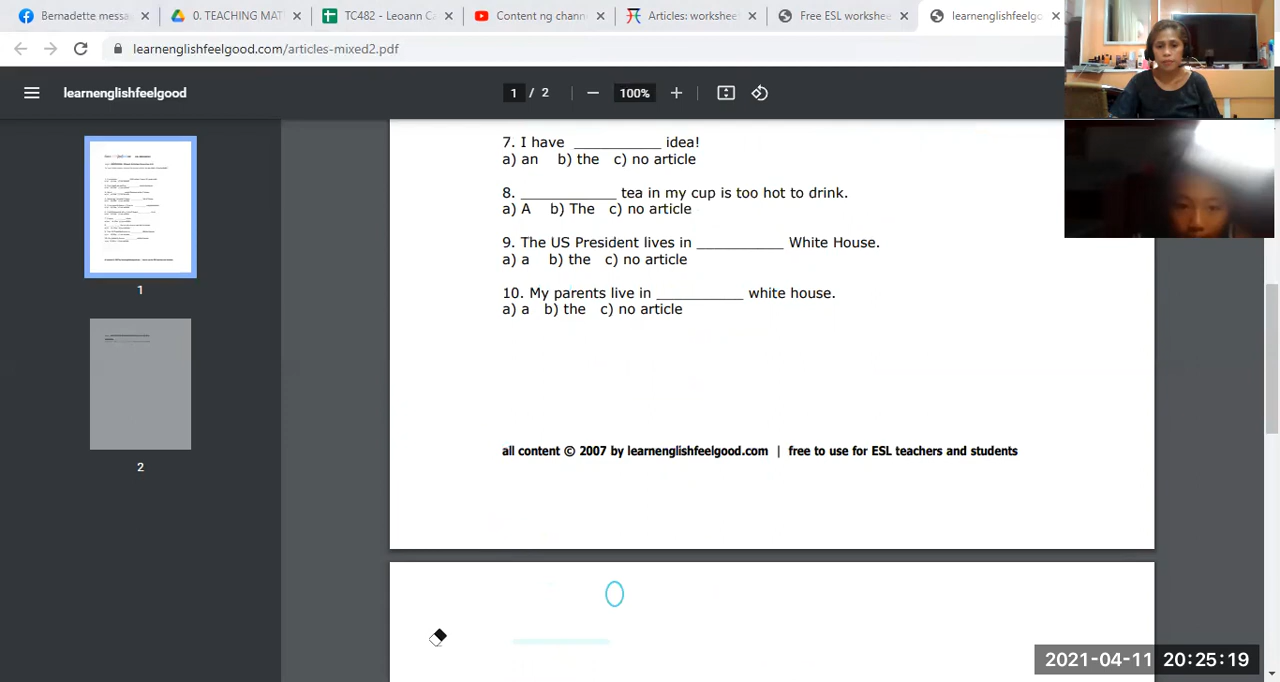 Bernadette messa
0. TEACHING MAT
TC482 - Leoann C
Content ng chann
Articles: workshee
Free ESL workshee
learnenglishfeelgo
learnenglishfeelgood.com/articles-mixed2.pdf
learnenglishfeelgood
1 / 2
100%
7. I have ___________ idea!
a) an b) the c) no article
8. ____________ tea in my cup is too hot to drink.
a) A b) The c) no article
9. The US President lives in ___________ White House.
a) a b) the c) no article
10. My parents live in ___________ white house.
a) a b) the c) no article
all content © 2007 by learnenglishfeelgood.com | free to use for ESL teachers and students
1
2
2021-04-11 20:25:19